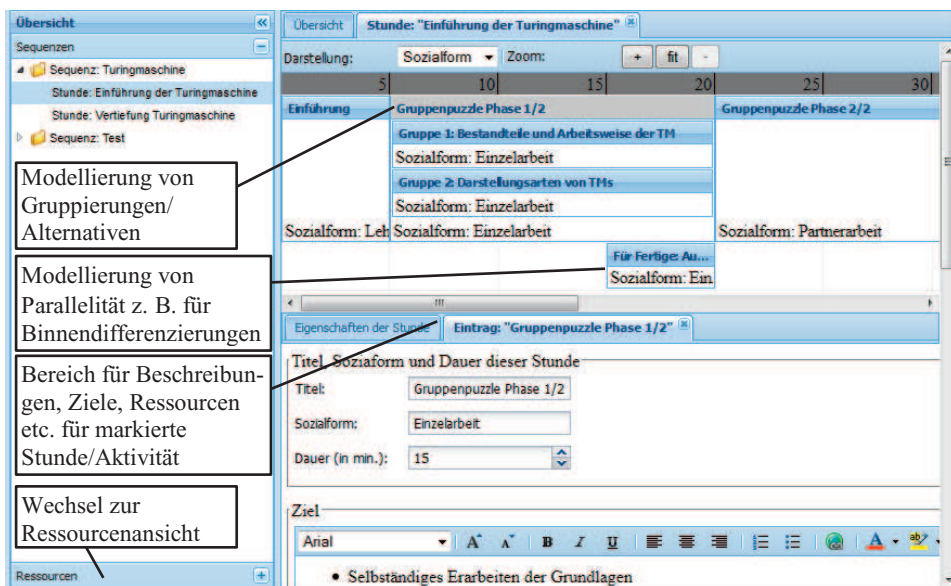 Übersicht
Sequenzen
Sequenz: Turingmaschine
Stunde: Einführung der Turingmaschine
Stunde: Vertiefung Turingmaschine
Sequenz: Test
Modellierung von
Gruppierungen/
Alternativen
Modellierung von
Parallelität z. B. für
Binnendifferenzierungen
Bereich für Beschreibun-
gen, Ziele, Ressourcen
etc. für markierte
Stunde/Aktivität
Wechsel zur
Ressourcenansicht
Ressourcen
Übersicht Stunde: "Einführung der Turingmaschine"
Darstellung: Sozialform Zoom: + fit -
5 10 15 20 25 30
Einführung Gruppenpuzzle Phase 1/2 Gruppenpuzzle Phase 2/2
Gruppe 1: Bestandteile und Arbeitsweise der TM
Sozialform: Einzelarbeit
Gruppe 2: Darstellungsarten von TMs
Sozialform: Einzelarbeit
Sozialform: Leh Sozialform: Einzelarbeit Sozialform: Partnerarbeit
Für Fertige: Au...
Sozialform: Ein
Eigenschaften der Stunde Eintrag: "Gruppenpuzzle Phase 1/2"
Titel, Soziaform und Dauer dieser Stunde
Titel: Gruppenpuzzle Phase 1/2
Sozialform: Einzelarbeit
Dauer (in min.): 15
Ziel
Arial A A B I U A ab
• Selbständiges Erarbeiten der Grundlagen